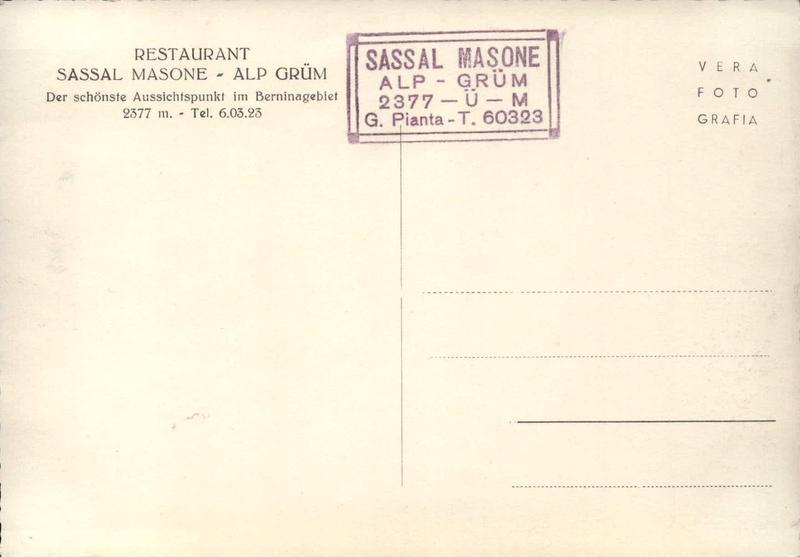 RESTAURANT
SASSAL MASONE - ALP GRÜM
Der schönste Aussichtspunkt im Berninagebiet
2377 m. - Tel. 6.03.23
SASSAL MASONE
ALP - GRÜM
2377 - Ü - M
G. Pianta - T. 60323
VERA
FOTO
GRAFIA